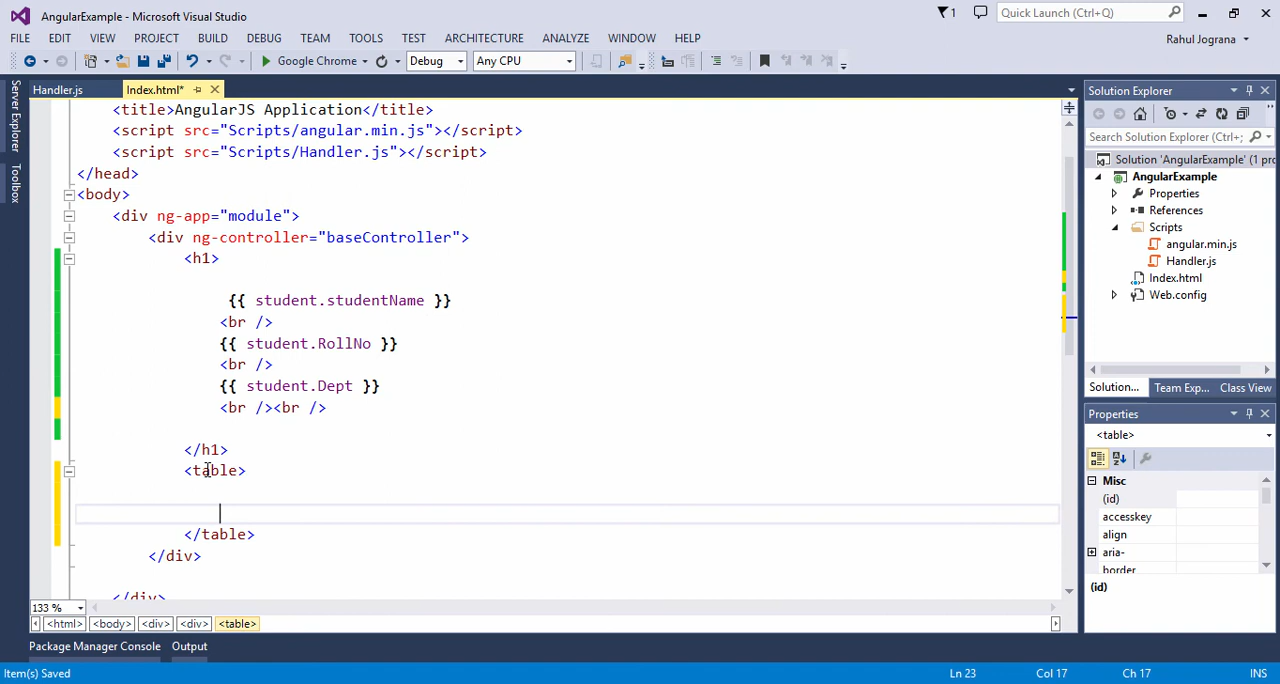 AngularExample - Microsoft Visual Studio
1
Quick Launch (Ctrl+Q)
FILE EDIT VIEW PROJECT BUILD DEBUG TEAM TOOLS TEST ARCHITECTURE ANALYZE WINDOW HELP
Rahul Jograna
Google Chrome
Debug
Any CPU
Server Explorer
Toolbox
Handler.js
Index.html*
<title>AngularJS Application</title>
<script src="Scripts/angular.min.js"></script>
<script src="Scripts/Handler.js"></script>
</head>
<body>
<div ng-app="module">
<div ng-controller="baseController">
<h1>
{{ student.studentName }}
<br />
{{ student.RollNo }}
<br />
{{ student.Dept }}
<br /><br />
</h1>
<table>
</table>
</div>
</div>
133 %
<html> <body> <div> <div> <table>
Solution Explorer
Search Solution Explorer (Ctrl+;
Solution 'AngularExample' (1 pro
AngularExample
Properties
References
Scripts
angular.min.js
Handler.js
Index.html
Web.config
Solution... Team Exp... Class View
Properties
<table>
Misc
(id)
accesskey
align
aria-
border
(id)
Package Manager Console Output
Item(s) Saved
Ln 23 Col 17 Ch 17 INS